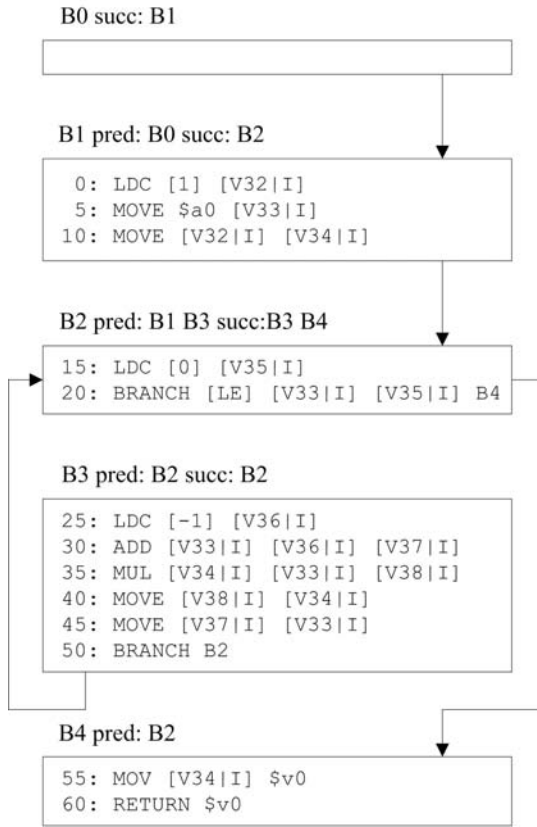 B0 succ: B1
B1 pred: B0 succ: B2
0: LDC [1] [V32|I]
5: MOVE $a0 [V33|I]
10: MOVE [V32|I] [V34|I]
B2 pred: B1 B3 succ:B3 B4
15: LDC [0] [V35|I]
20: BRANCH [LE] [V33|I] [V35|I] B4
B3 pred: B2 succ: B2
25: LDC [-1] [V36|I]
30: ADD [V33|I] [V36|I] [V37|I]
35: MUL [V34|I] [V33|I] [V38|I]
40: MOVE [V38|I] [V34|I]
45: MOVE [V37|I] [V33|I]
50: BRANCH B2
B4 pred: B2
55: MOV [V34|I] $v0
60: RETURN $v0